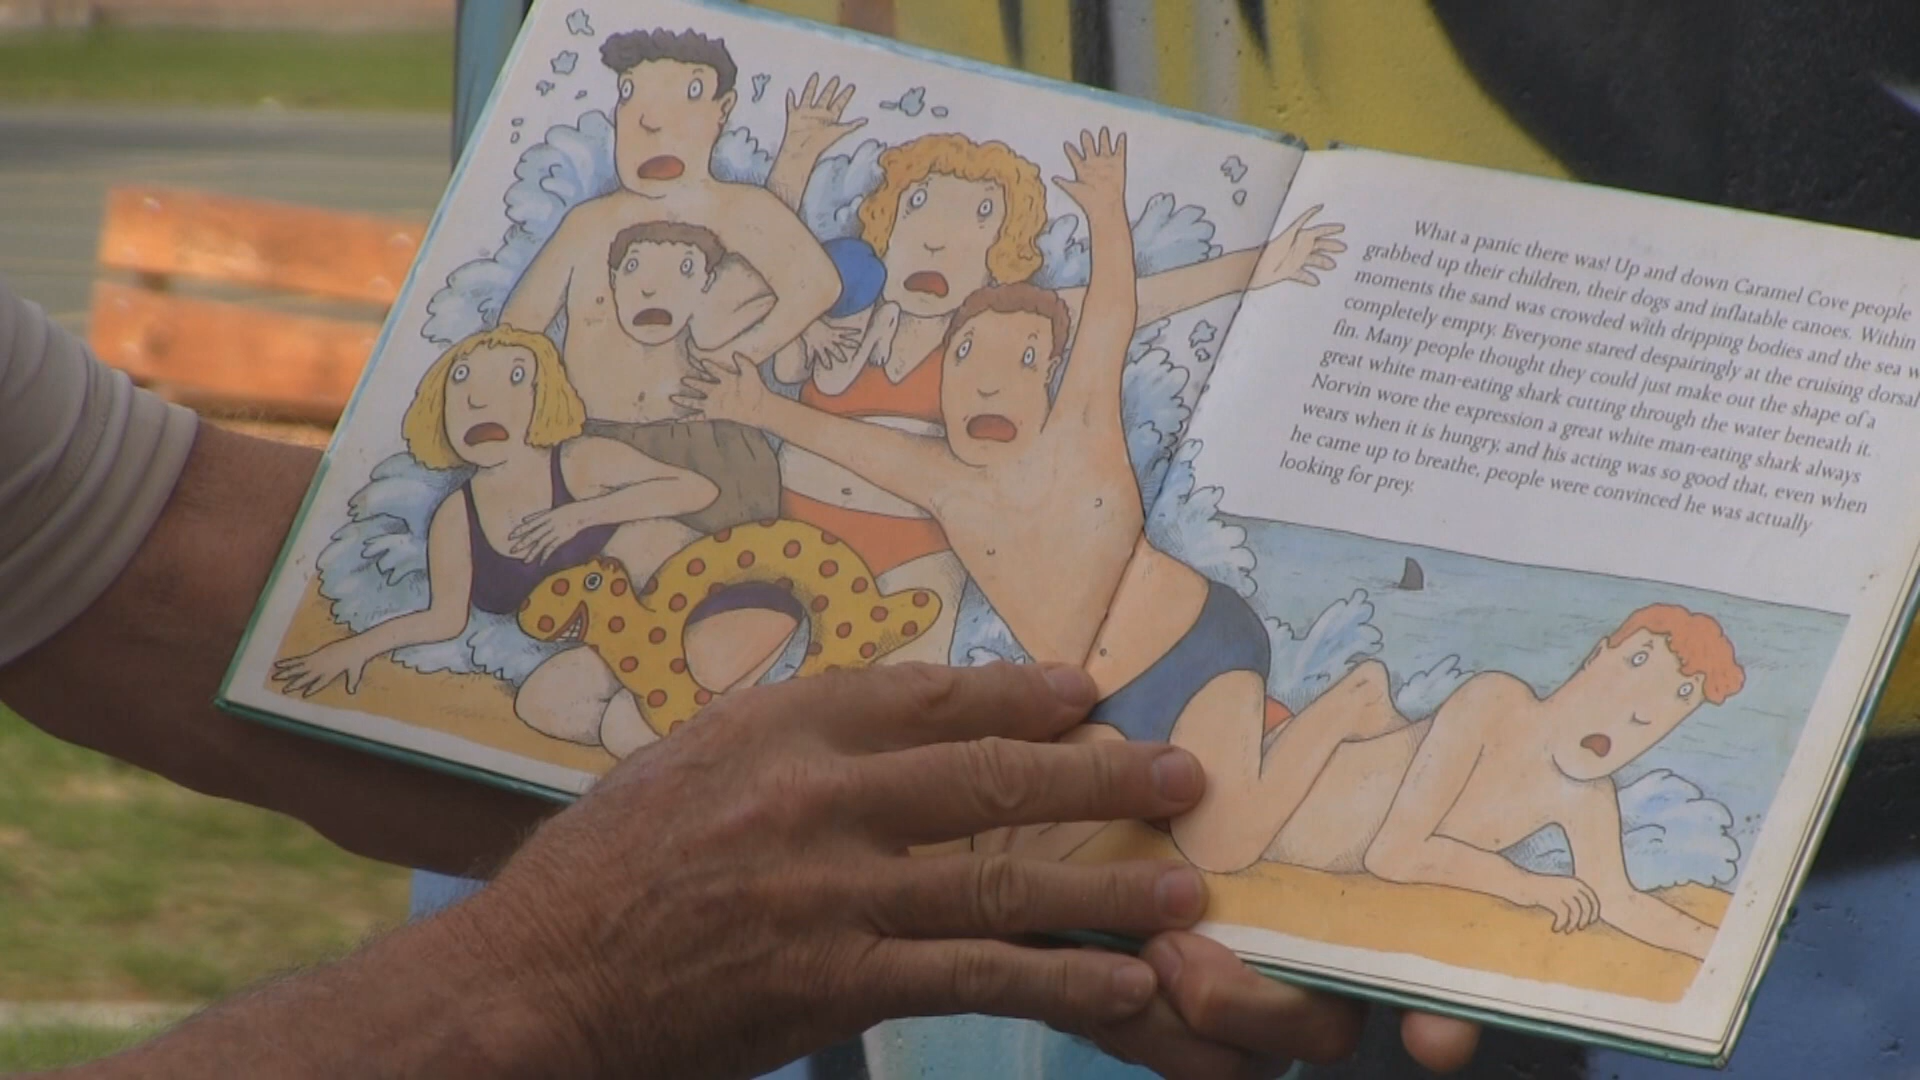 What a panic there was! Up and down Caramel Cove people
grabbed up their children, their dogs and inflatable canoes. Within
moments the sand was crowded with dripping bodies and the sea w
completely empty. Everyone stared despairingly at the cruising dorsal
fin. Many people thought they could just make out the shape of a
great white man-eating shark cutting through the water beneath it.
Norvin wore the expression a great white man-eating shark always
wears when it is hungry, and his acting was so good that, even when
he came up to breathe, people were convinced he was actually
looking for prey.